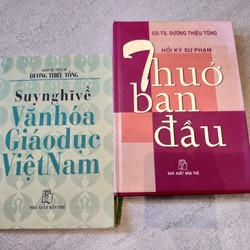 GIÁO SƯ TIẾN SĨ
DƯƠNG THIỆU TỐNG
Suy nghĩ về
Văn hóa
Giáo dục
Việt Nam
NHÀ XUẤT BẢN TRẺ
GS-TS. DƯƠNG THIỆU TỐNG
HỒI KÝ SƯ PHẠM
Thuở
ban
đầu
NHÀ XUẤT BẢN TRẺ